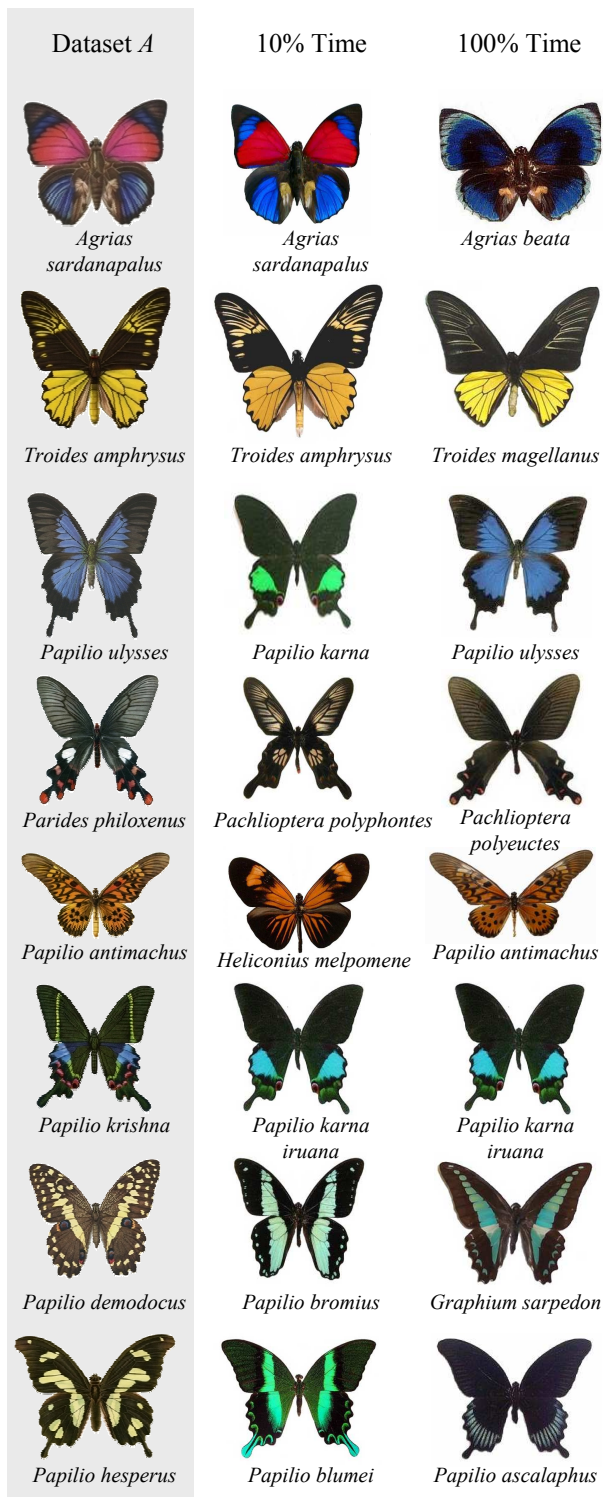 Dataset A 10% Time 100% Time
Agrias sardanapalus
Agrias sardanapalus
Agrias beata
Troides amphrysus
Troides amphrysus
Troides magellanus
Papilio ulysses
Papilio karna
Papilio ulysses
Parides philoxenus
Pachlioptera polyphontes
Pachlioptera polyeuctes
Papilio antimachus
Heliconius melpomene
Papilio antimachus
Papilio krishna
Papilio karna iruana
Papilio karna iruana
Papilio demodocus
Papilio bromius
Graphium sarpedon
Papilio hesperus
Papilio blumei
Papilio ascalaphus